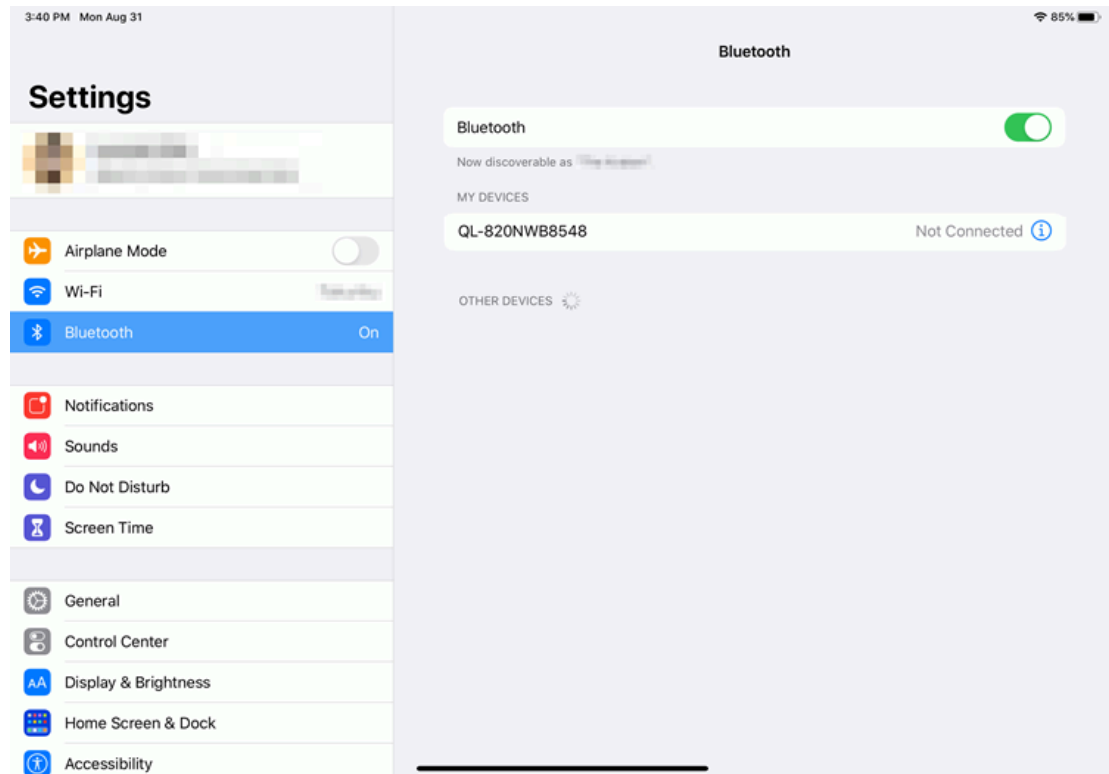 3:40 PM Mon Aug 31
85%
Settings
Airplane Mode
Wi-Fi
Bluetooth On
Notifications
Sounds
Do Not Disturb
Screen Time
General
Control Center
Display & Brightness
Home Screen & Dock
Accessibility
Bluetooth
Bluetooth
Now discoverable as
MY DEVICES
QL-820NWB8548 Not Connected
OTHER DEVICES